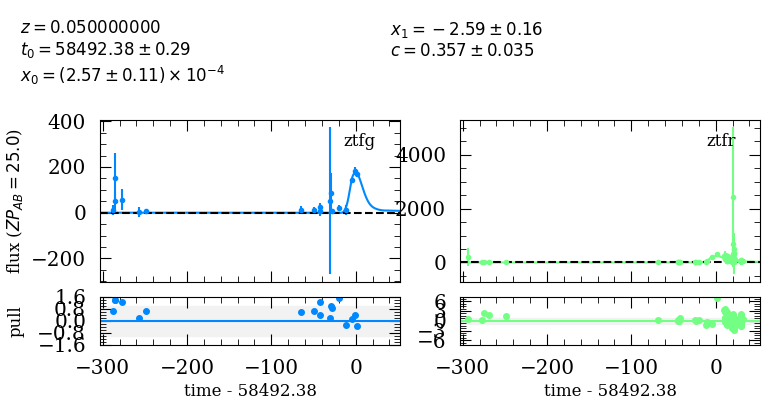 z = 0.050000000
t₀ = 58492.38 ± 0.29
x₀ = (2.57 ± 0.11) × 10⁻⁴
x₁ = −2.59 ± 0.16
c = 0.357 ± 0.035
flux (ZP_AB = 25.0)
400
200
0
−200
ztfg
4000
2000
0
ztfr
pull
1.6
0.8
0.0
−0.8
−1.6
6
3
0
−3
−6
−300 −200 −100 0
−300 −200 −100 0
time - 58492.38
time - 58492.38